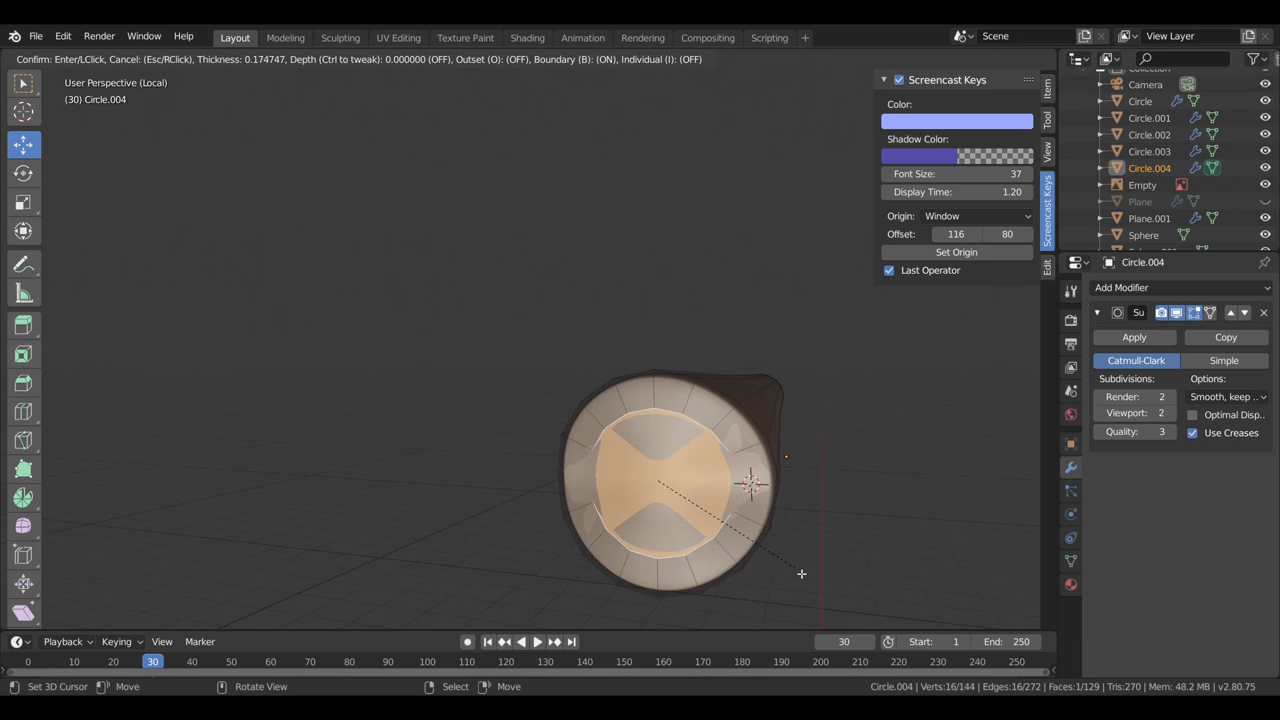 File Edit Render Window Help
Layout Modeling Sculpting UV Editing Texture Paint Shading Animation Rendering Compositing Scripting +
Scene
View Layer
Confirm: Enter/LClick, Cancel: (Esc/RClick), Thickness: 0.174747, Depth (Ctrl to tweak): 0.000000 (OFF), Outset (O): (OFF), Boundary (B): (ON), Individual (I): (OFF)
User Perspective (Local)
(30) Circle.004
Screencast Keys
Color:
Shadow Color:
Font Size: 37
Display Time: 1.20
Origin: Window
Offset: 116 80
Set Origin
Last Operator
Item
Tool
View
Screencast Keys
Edit
Camera
Circle
Circle.001
Circle.002
Circle.003
Circle.004
Empty
Plane
Plane.001
Sphere
Circle.004
Add Modifier
Su
Apply Copy
Catmull-Clark Simple
Subdivisions: Options:
Render: 2 Smooth, keep ..
Viewport: 2 Optimal Disp..
Quality: 3 Use Creases
Playback Keying View Marker
30 Start: 1 End: 250
0 10 20 30 40 50 60 70 80 90 100 110 120 130 140 150 160 170 180 190 200 210 220 230 240 250
Set 3D Cursor Move Rotate View Select Move
Circle.004 | Verts:16/144 | Edges:16/272 | Faces:1/129 | Tris:270 | Mem: 48.2 MB | v2.80.75